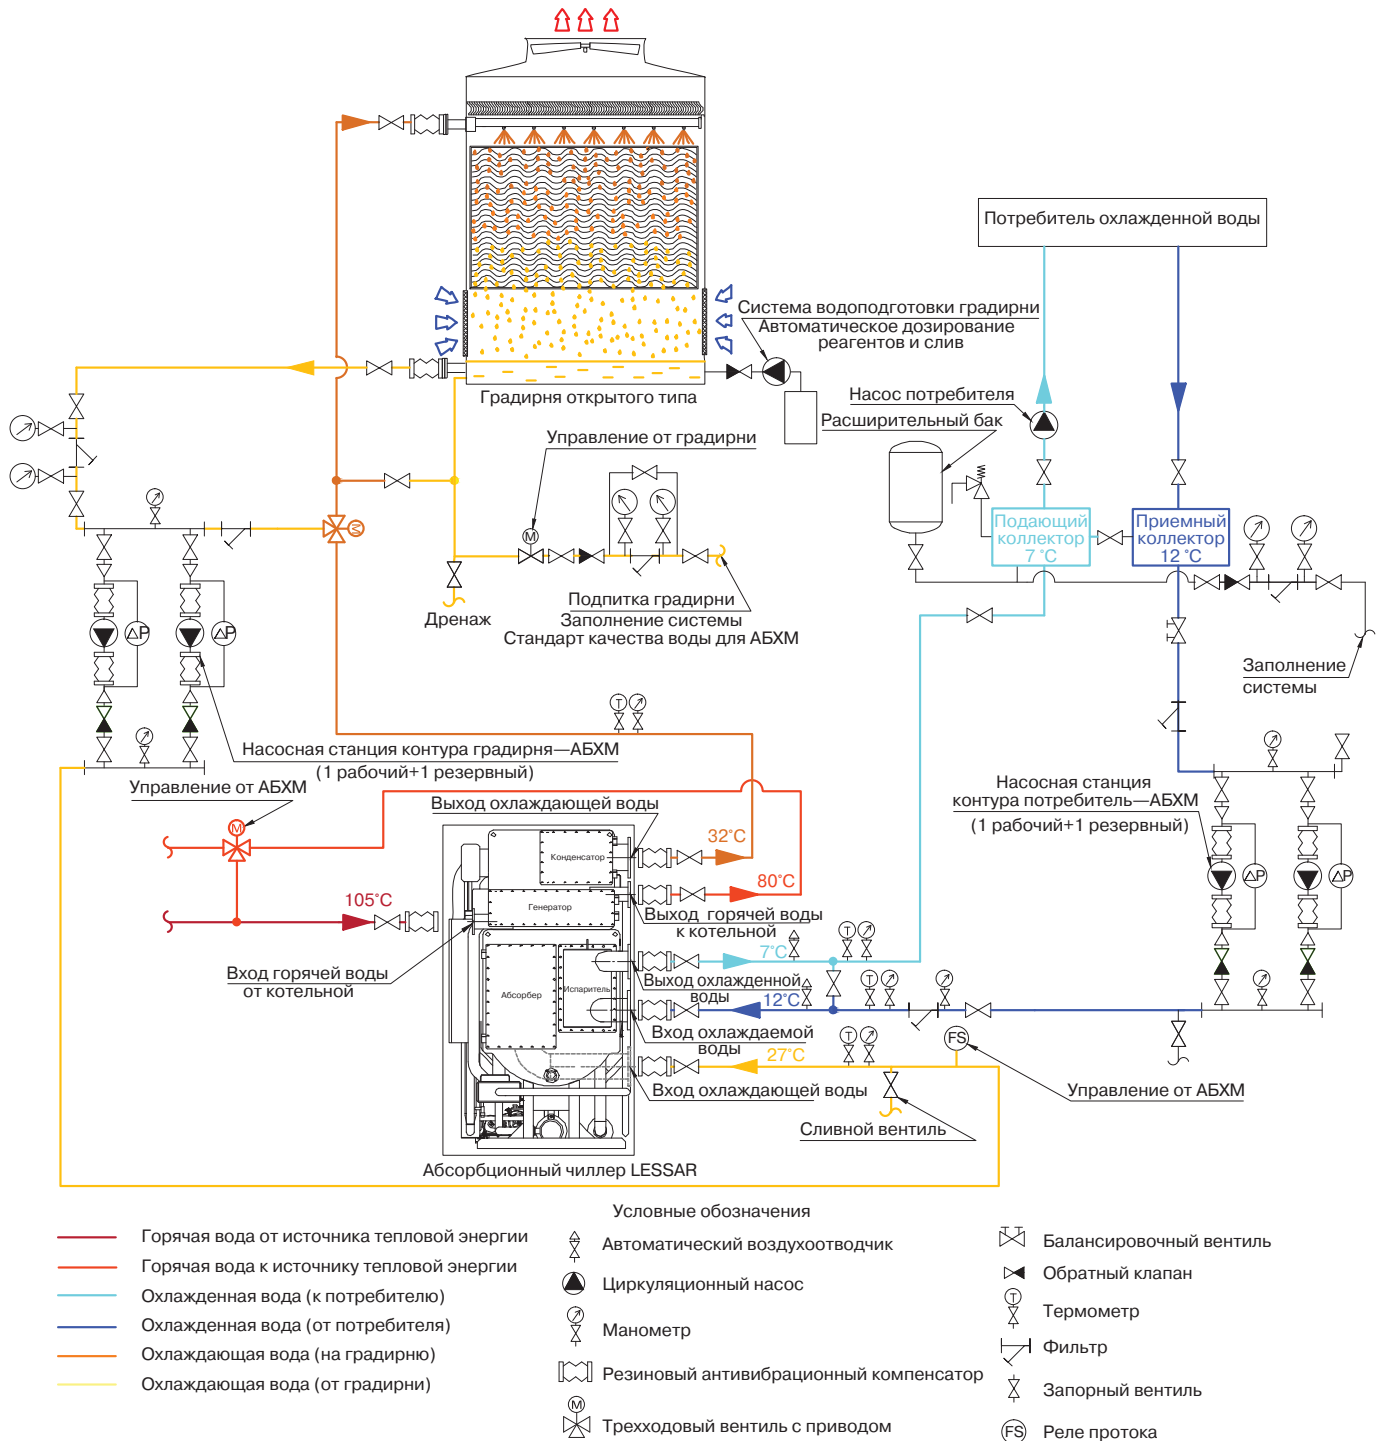 Потребитель охлажденной воды
Система водоподготовки градирни
Автоматическое дозирование
реагентов и слив
Градирня открытого типа
Насос потребителя
Расширительный бак
Управление от градирни
M
M
Подающий
коллектор
7 °C
Приемный
коллектор
12 °C
Дренаж
Подпитка градирни
Заполнение системы
Стандарт качества воды для АБХМ
△P
△P
Заполнение
системы
T
Насосная станция контура градирня—АБХМ
(1 рабочий+1 резервный)
Управление от АБХМ
M
Выход охлаждающей воды
Насосная станция
контура потребитель—АБХМ
(1 рабочий+1 резервный)
△P
△P
Конденсатор
32°C
80°C
105°C
Генератор
Выход горячей воды
к котельной
Вход горячей воды
от котельной
T
7°C
Выход охлажденной
воды
Абсорбер
Испаритель
T
12°C
Вход охлаждаемой
воды
T
FS
27°C
Вход охлаждающей воды
Управление от АБХМ
Сливной вентиль
Абсорбционный чиллер LESSAR
Условные обозначения
Горячая вода от источника тепловой энергии
Горячая вода к источнику тепловой энергии
Охлажденная вода (к потребителю)
Охлажденная вода (от потребителя)
Охлаждающая вода (на градирню)
Охлаждающая вода (от градирни)
Автоматический воздухоотводчик
Циркуляционный насос
Манометр
Резиновый антивибрационный компенсатор
M
Трехходовый вентиль с приводом
Балансировочный вентиль
Обратный клапан
T
Термометр
Фильтр
Запорный вентиль
FS
Реле протока